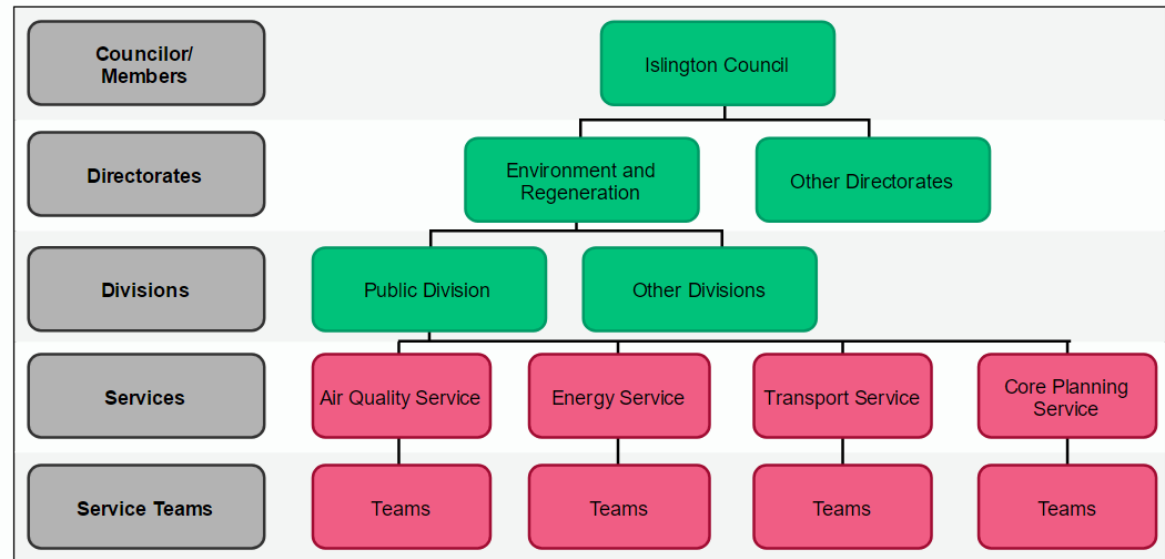 Councilor/
Members
Islington Council
Directorates
Environment and
Regeneration
Other Directorates
Divisions
Public Division
Other Divisions
Services
Air Quality Service
Energy Service
Transport Service
Core Planning
Service
Service Teams
Teams
Teams
Teams
Teams